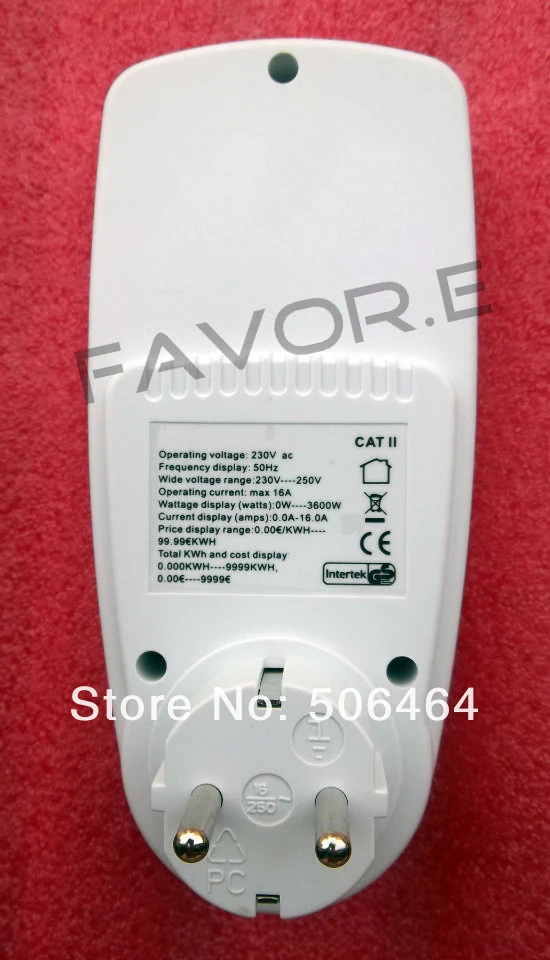 FAVOR.E
CAT II
Operating voltage: 230V ac
Frequency display: 50Hz
Wide voltage range: 230V----250V
Operating current: max 16A
Wattage display (watts):0W----3600W
Current display (amps):0.0A-16.0A
Price display range:0.00€/KWH----
99.99€KWH
Total KWh and cost display
0.000KWH----9999KWH,
0.00€----9999€
CE
Intertek GS
Store No: 506464
16
250 ~
PC